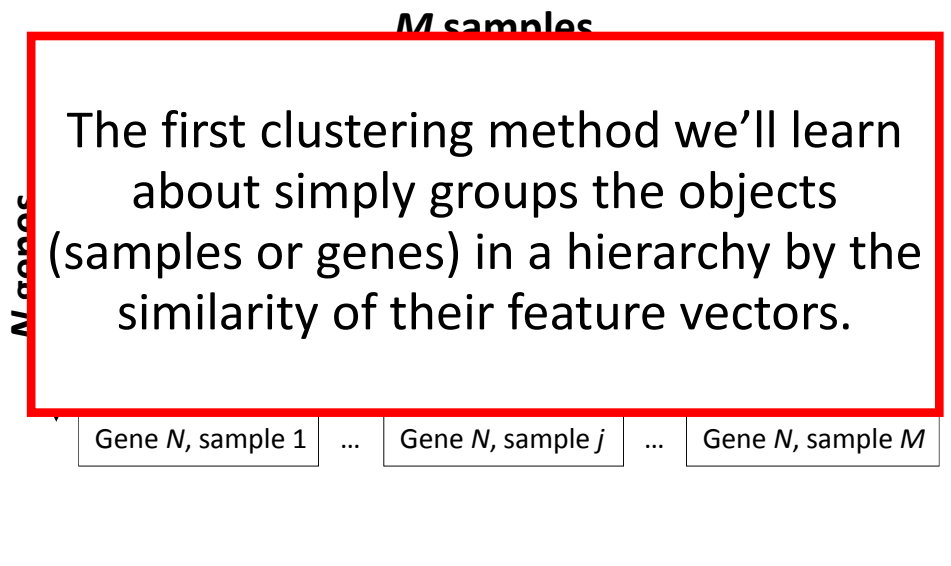 M samples
The first clustering method we’ll learn
about simply groups the objects
(samples or genes) in a hierarchy by the
similarity of their feature vectors.
N genes
Gene N, sample 1 … Gene N, sample j … Gene N, sample M